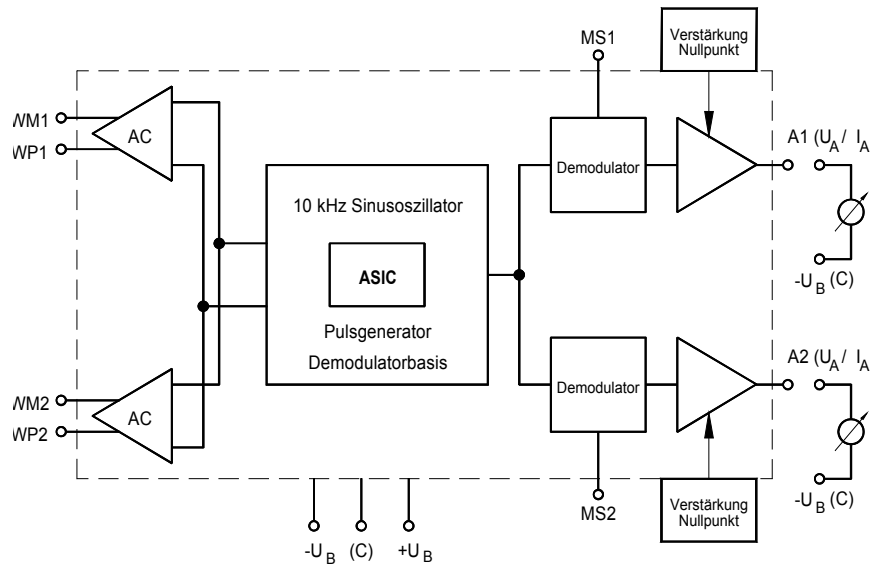 MS1
Verstärkung
Nullpunkt
WM1
WP1
AC
10 kHz Sinusoszillator
ASIC
Pulsgenerator
Demodulatorbasis
Demodulator
A1 (U_A / I_A
-U_B (C)
WM2
WP2
AC
Demodulator
A2 (U_A / I_A
-U_B (C)
MS2
Verstärkung
Nullpunkt
-U_B (C) +U_B